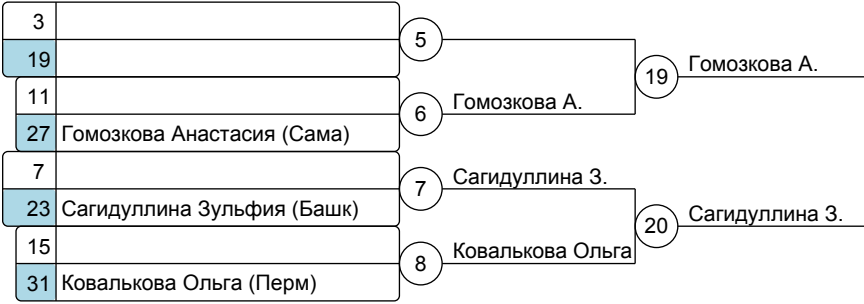 3
5
19
Гомозкова А.
19
11
Гомозкова А.
6
27 Гомозкова Анастасия (Сама)
7
Сагидуллина З.
7
23 Сагидуллина Зульфия (Башк)
Сагидуллина З.
20
15
Ковалькова Ольга
8
31 Ковалькова Ольга (Перм)